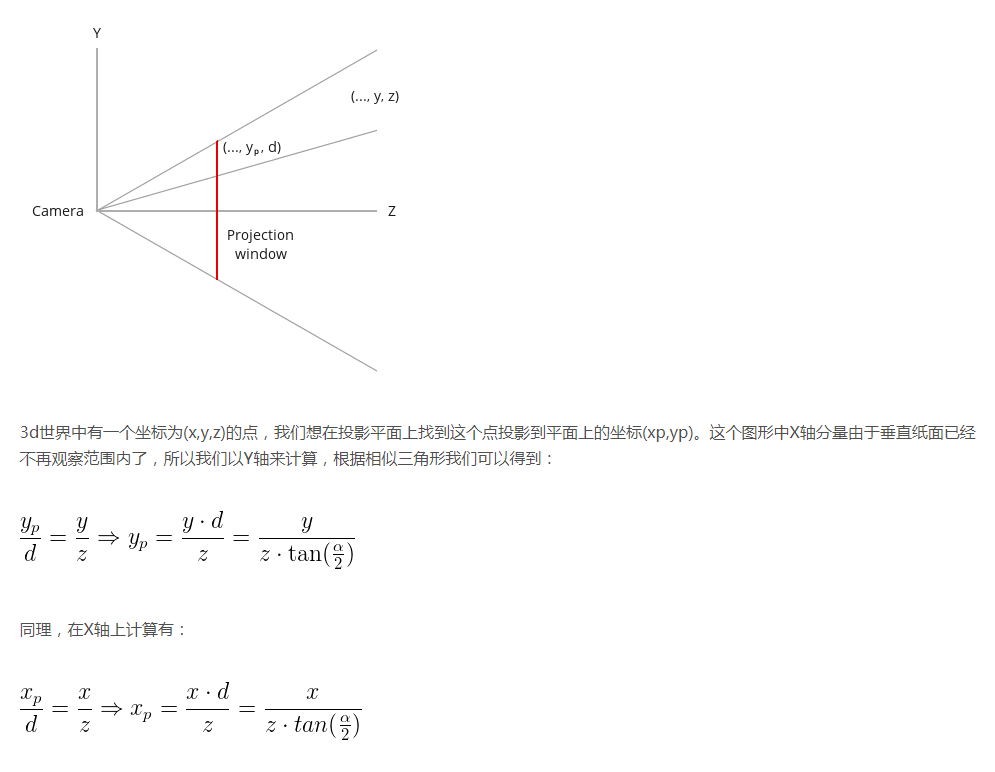 Y
(..., y, z)
(..., yₚ, d)
Camera
Z
Projection
window
3d世界中有一个坐标为(x,y,z)的点，我们想在投影平面上找到这个点投影到平面上的坐标(xp,yp)。这个图形中X轴分量由于垂直纸面已经
不再观察范围内了，所以我们以Y轴来计算，根据相似三角形我们可以得到：
\frac{y_p}{d} = \frac{y}{z} \Rightarrow y_p = \frac{y \cdot d}{z} = \frac{y}{z \cdot \tan(\frac{\alpha}{2})}
同理，在X轴上计算有：
\frac{x_p}{d} = \frac{x}{z} \Rightarrow x_p = \frac{x \cdot d}{z} = \frac{x}{z \cdot tan(\frac{\alpha}{2})}